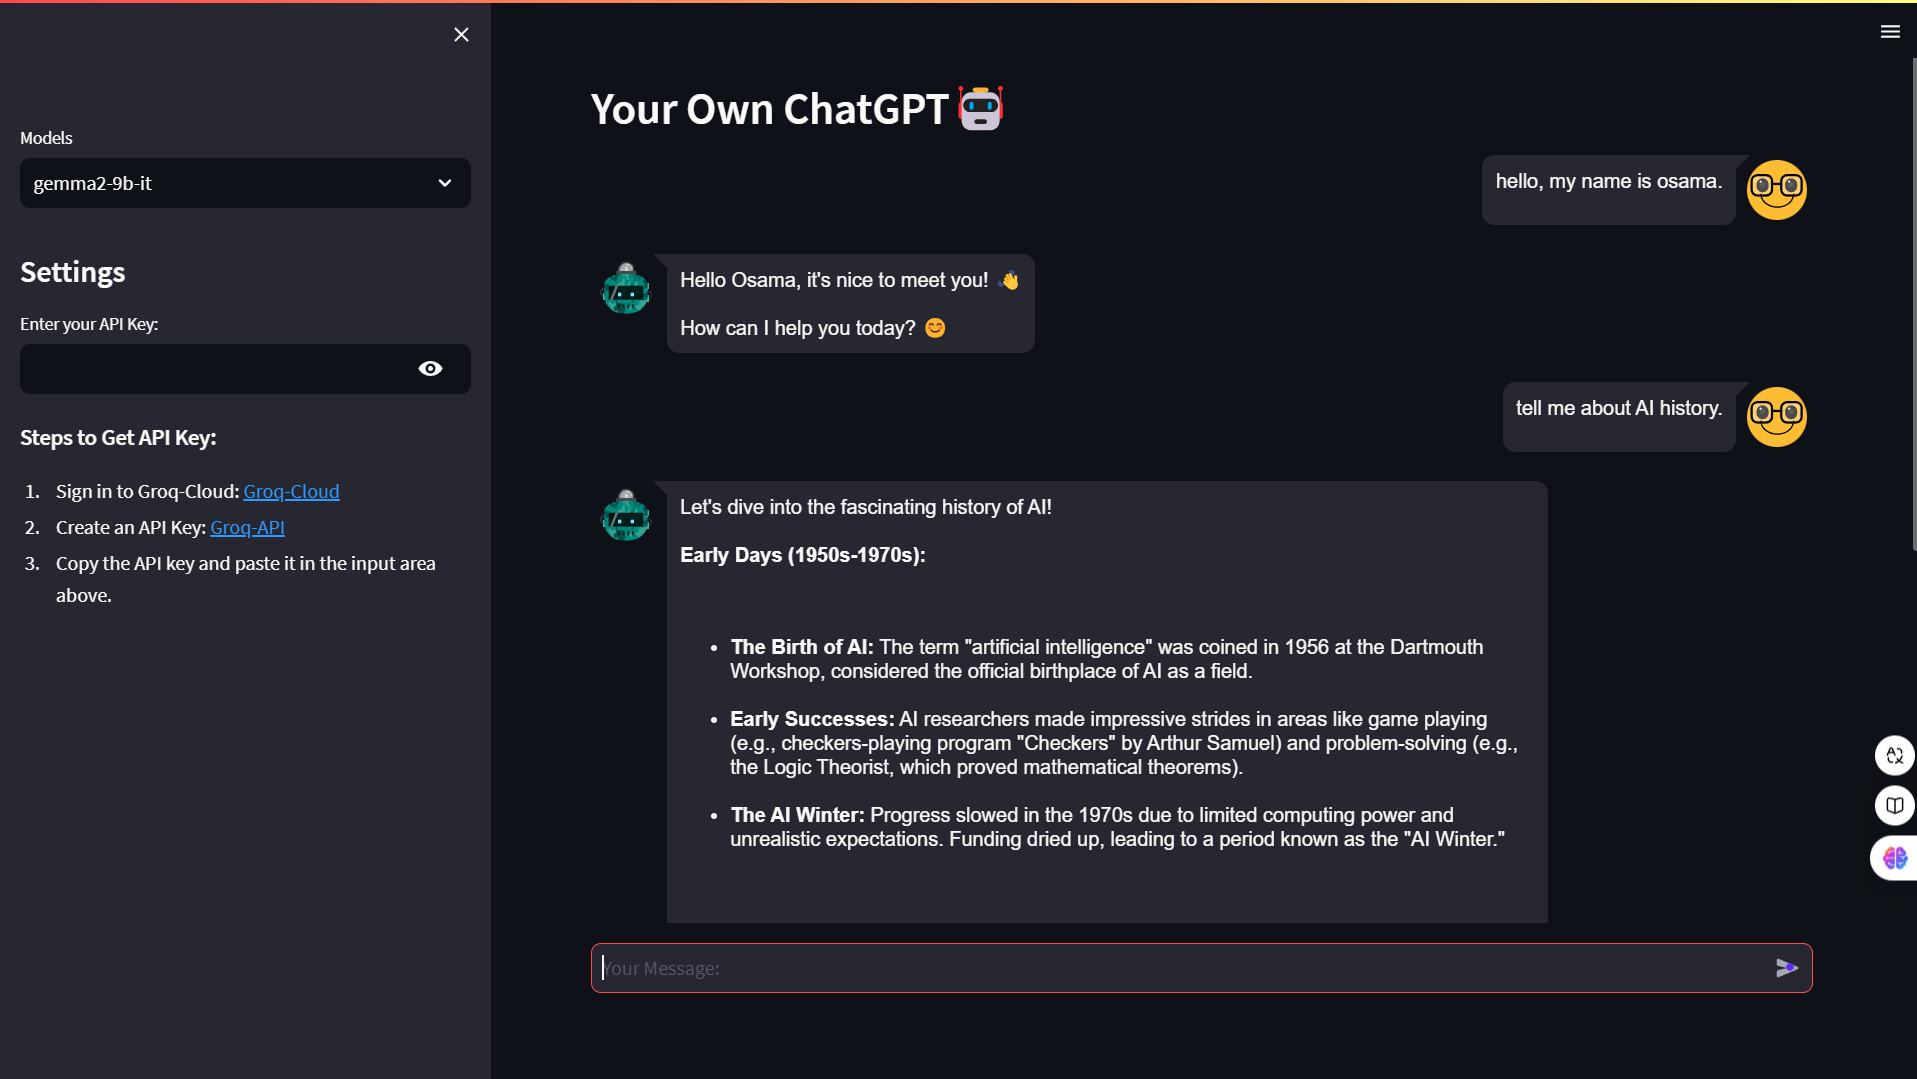 Models
gemma2-9b-it
Settings
Enter your API Key:
Steps to Get API Key:
1. Sign in to Groq-Cloud: Groq-Cloud
2. Create an API Key: Groq-API
3. Copy the API key and paste it in the input area
above.
Your Own ChatGPT
hello, my name is osama.
Hello Osama, it's nice to meet you! 👋
How can I help you today? 😊
tell me about AI history.
Let's dive into the fascinating history of AI!
Early Days (1950s-1970s):
• The Birth of AI: The term "artificial intelligence" was coined in 1956 at the Dartmouth
Workshop, considered the official birthplace of AI as a field.
• Early Successes: AI researchers made impressive strides in areas like game playing
(e.g., checkers-playing program "Checkers" by Arthur Samuel) and problem-solving (e.g.,
the Logic Theorist, which proved mathematical theorems).
• The AI Winter: Progress slowed in the 1970s due to limited computing power and
unrealistic expectations. Funding dried up, leading to a period known as the "AI Winter."
Your Message: